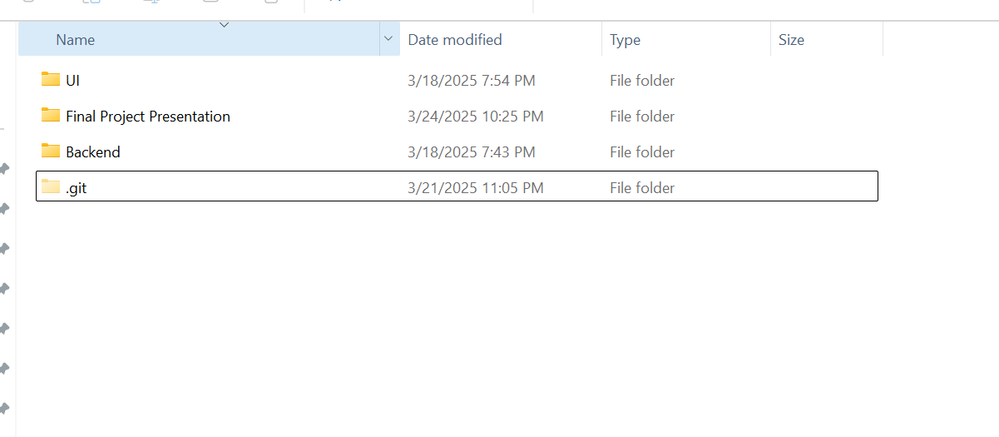 Name Date modified Type Size
UI 3/18/2025 7:54 PM File folder
Final Project Presentation 3/24/2025 10:25 PM File folder
Backend 3/18/2025 7:43 PM File folder
.git 3/21/2025 11:05 PM File folder